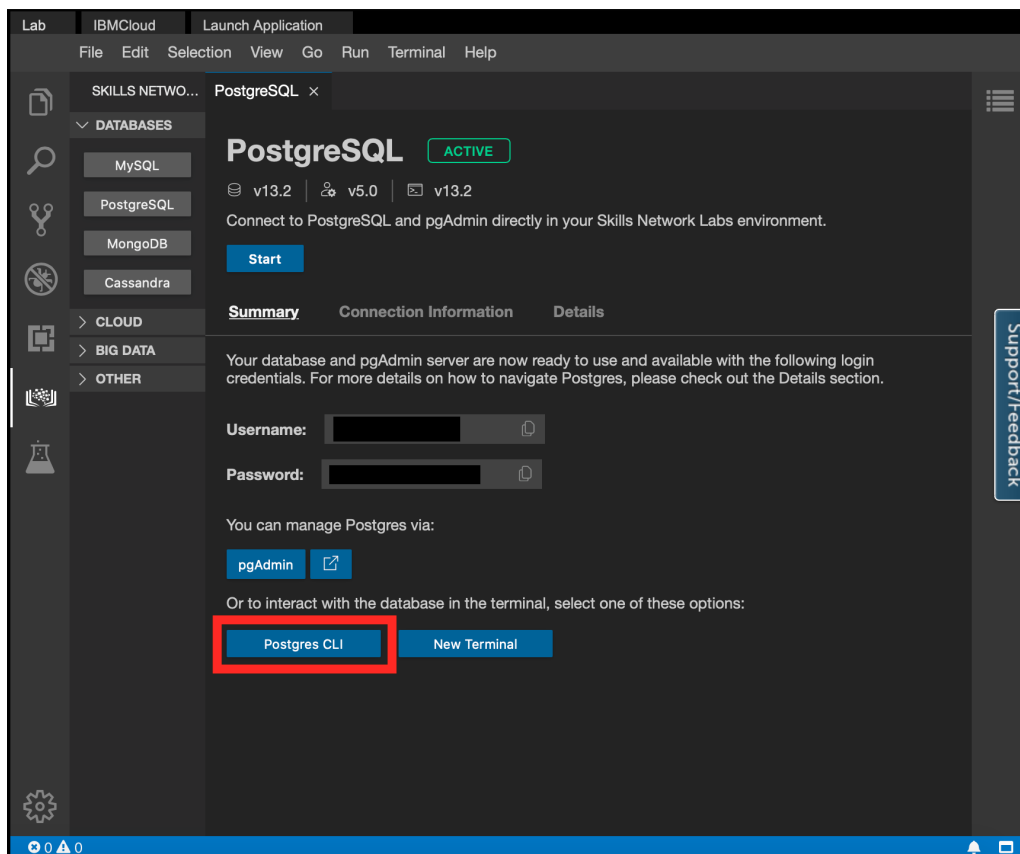 Lab IBMCloud Launch Application
File Edit Selection View Go Run Terminal Help
SKILLS NETWO... PostgreSQL ×
DATABASES
MySQL
PostgreSQL
MongoDB
Cassandra
CLOUD
BIG DATA
OTHER
PostgreSQL ACTIVE
v13.2 v5.0 v13.2
Connect to PostgreSQL and pgAdmin directly in your Skills Network Labs environment.
Start
Summary Connection Information Details
Your database and pgAdmin server are now ready to use and available with the following login
credentials. For more details on how to navigate Postgres, please check out the Details section.
Username:
Password:
You can manage Postgres via:
pgAdmin
Or to interact with the database in the terminal, select one of these options:
Postgres CLI New Terminal
Support/Feedback
0 0